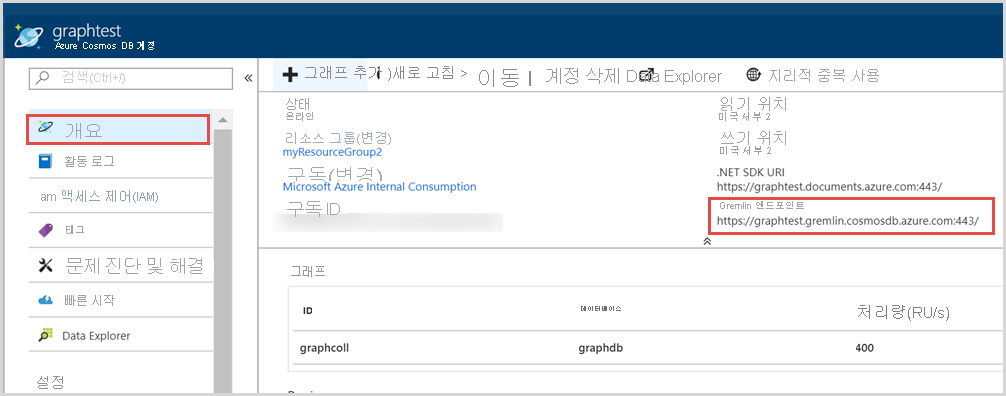 graphtest
Azure Cosmos DB 계정
검색(Ctrl+/)
«
개요
활동 로그
am 액세스 제어(IAM)
태그
문제 진단 및 해결
빠른 시작
Data Explorer
설정
그래프 추가 )새로 고침 > 이동 | 계정 삭제 Data Explorer 지리적 중복 사용
상태
온라인
리소스 그룹(변경)
myResourceGroup2
구독(변경)
Microsoft Azure Internal Consumption
구독 ID
읽기 위치
미국 서부 2
쓰기 위치
미국 서부 2
.NET SDK URI
https://graphtest.documents.azure.com:443/
Gremlin 엔드포인트
https://graphtest.gremlin.cosmosdb.azure.com:443/
그래프
ID 데이터베이스 처리량(RU/s)
graphcoll graphdb 400